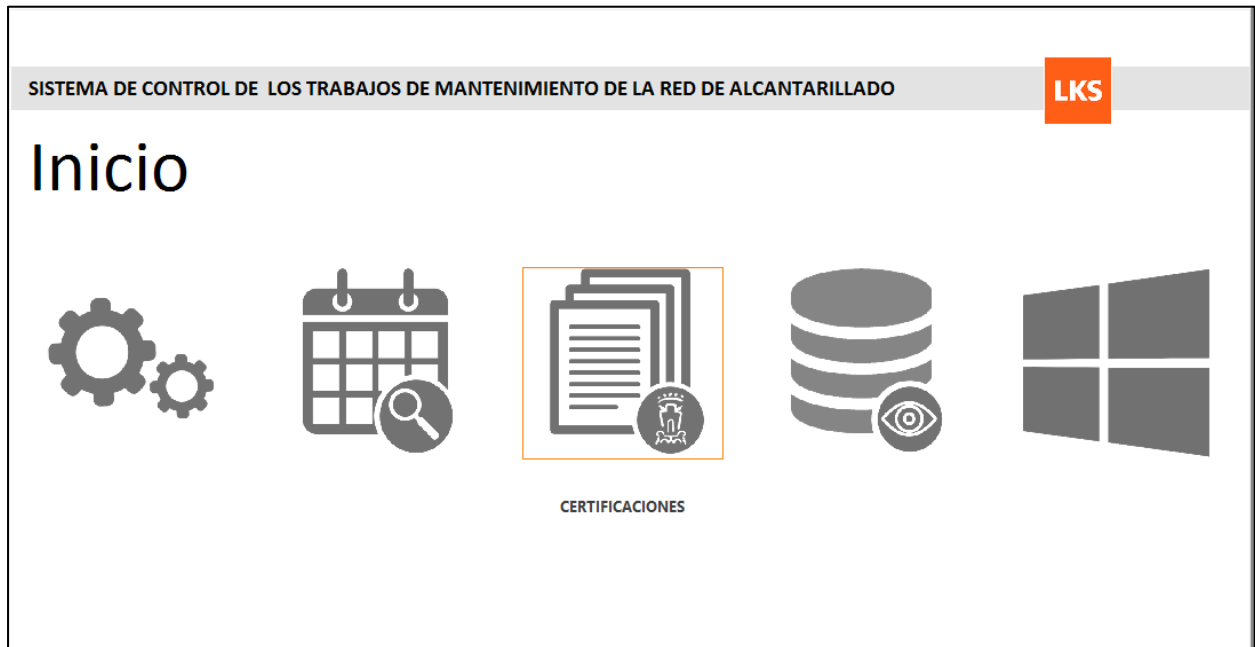 SISTEMA DE CONTROL DE LOS TRABAJOS DE MANTENIMIENTO DE LA RED DE ALCANTARILLADO
LKS
Inicio
CERTIFICACIONES